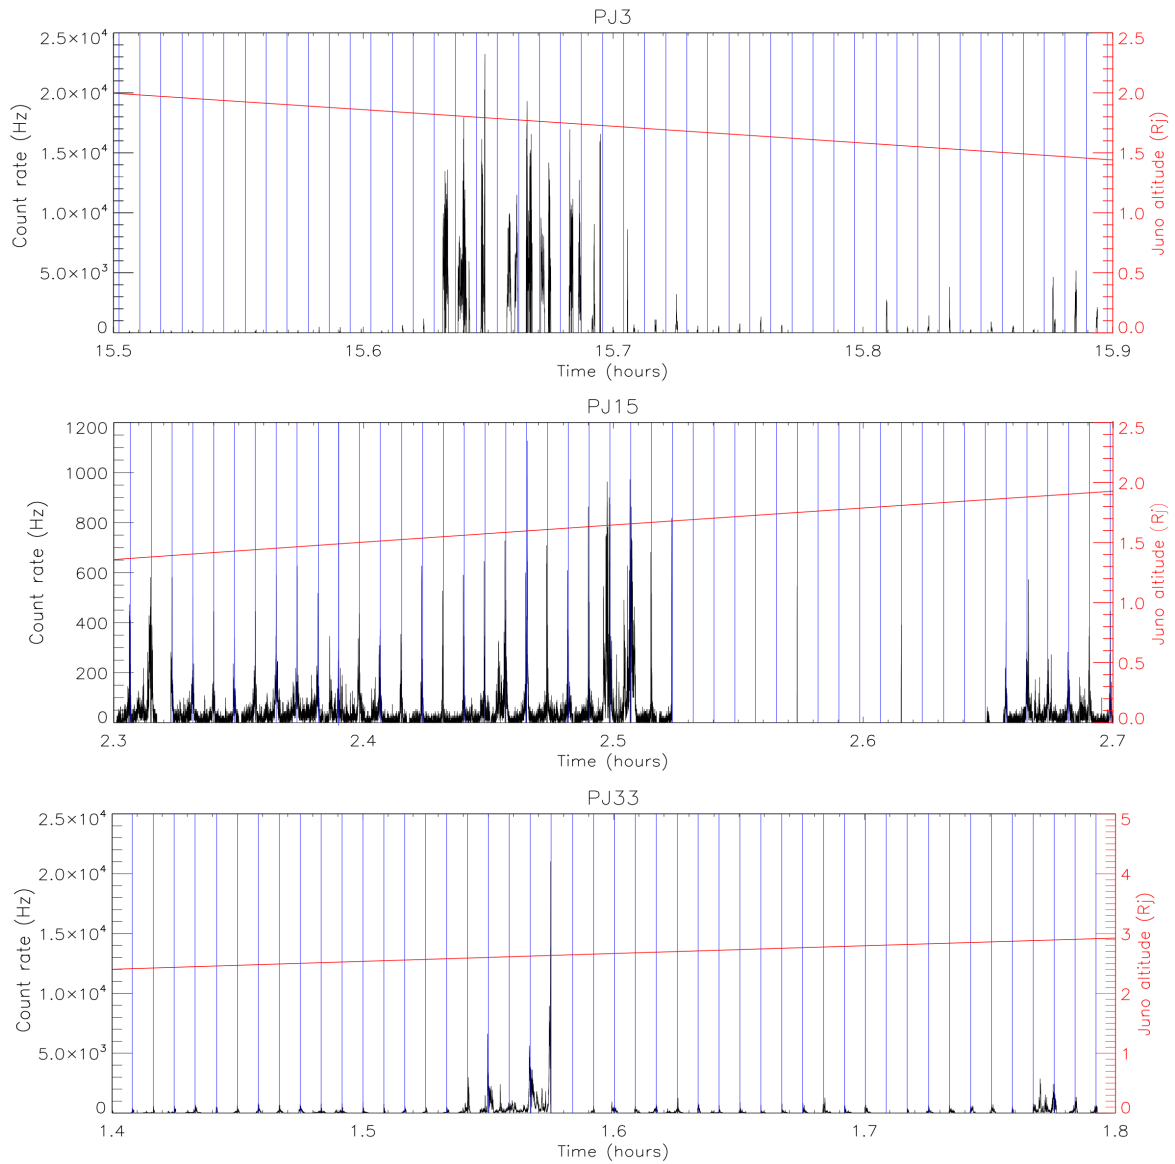 PJ3
2.5×10⁴
2.0×10⁴
1.5×10⁴
1.0×10⁴
5.0×10³
0
Count rate (Hz)
2.5
2.0
1.5
1.0
0.5
0.0
Juno altitude (Rj)
15.5 15.6 15.7 15.8 15.9
Time (hours)
PJ15
1200
1000
800
600
400
200
0
Count rate (Hz)
2.5
2.0
1.5
1.0
0.5
0.0
Juno altitude (Rj)
2.3 2.4 2.5 2.6 2.7
Time (hours)
PJ33
2.5×10⁴
2.0×10⁴
1.5×10⁴
1.0×10⁴
5.0×10³
0
Count rate (Hz)
5
4
3
2
1
0
Juno altitude (Rj)
1.4 1.5 1.6 1.7 1.8
Time (hours)